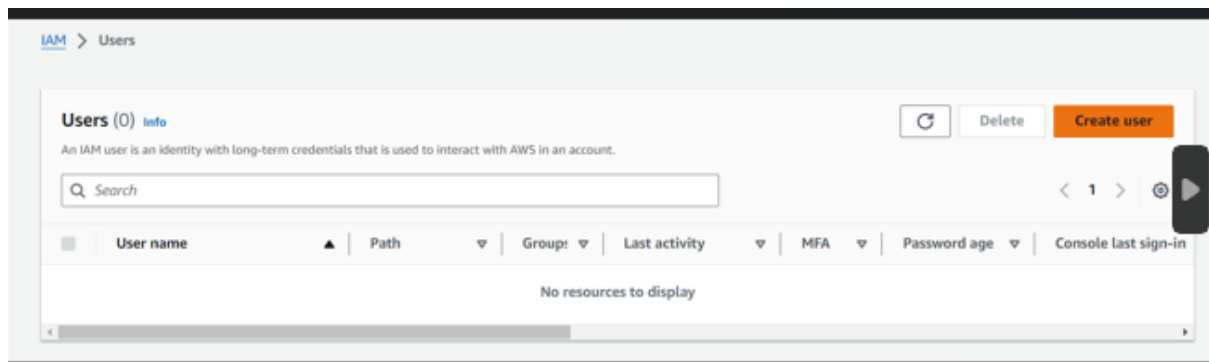 IAM > Users
Users (0) Info
Delete
Create user
An IAM user is an identity with long-term credentials that is used to interact with AWS in an account.
Search
< 1 >
User name Path Group: Last activity MFA Password age Console last sign-in
No resources to display